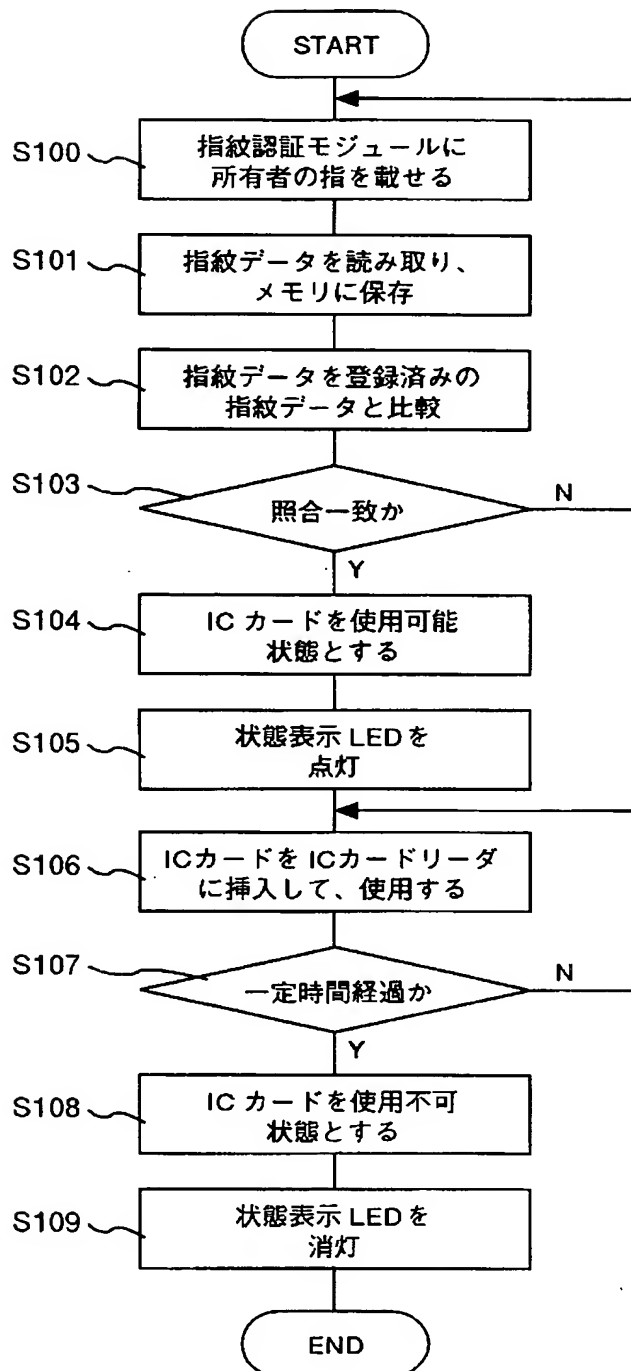 START
S100
指紋認証モジュールに
所有者の指を載せる
S101
指紋データを読み取り、
メモリに保存
S102
指紋データを登録済みの
指紋データと比較
S103
照合一致か
N
Y
S104
IC カードを使用可能
状態とする
S105
状態表示 LEDを
点灯
S106
ICカードを ICカードリーダ
に挿入して、使用する
S107
一定時間経過か
N
Y
S108
IC カードを使用不可
状態とする
S109
状態表示 LEDを
消灯
END